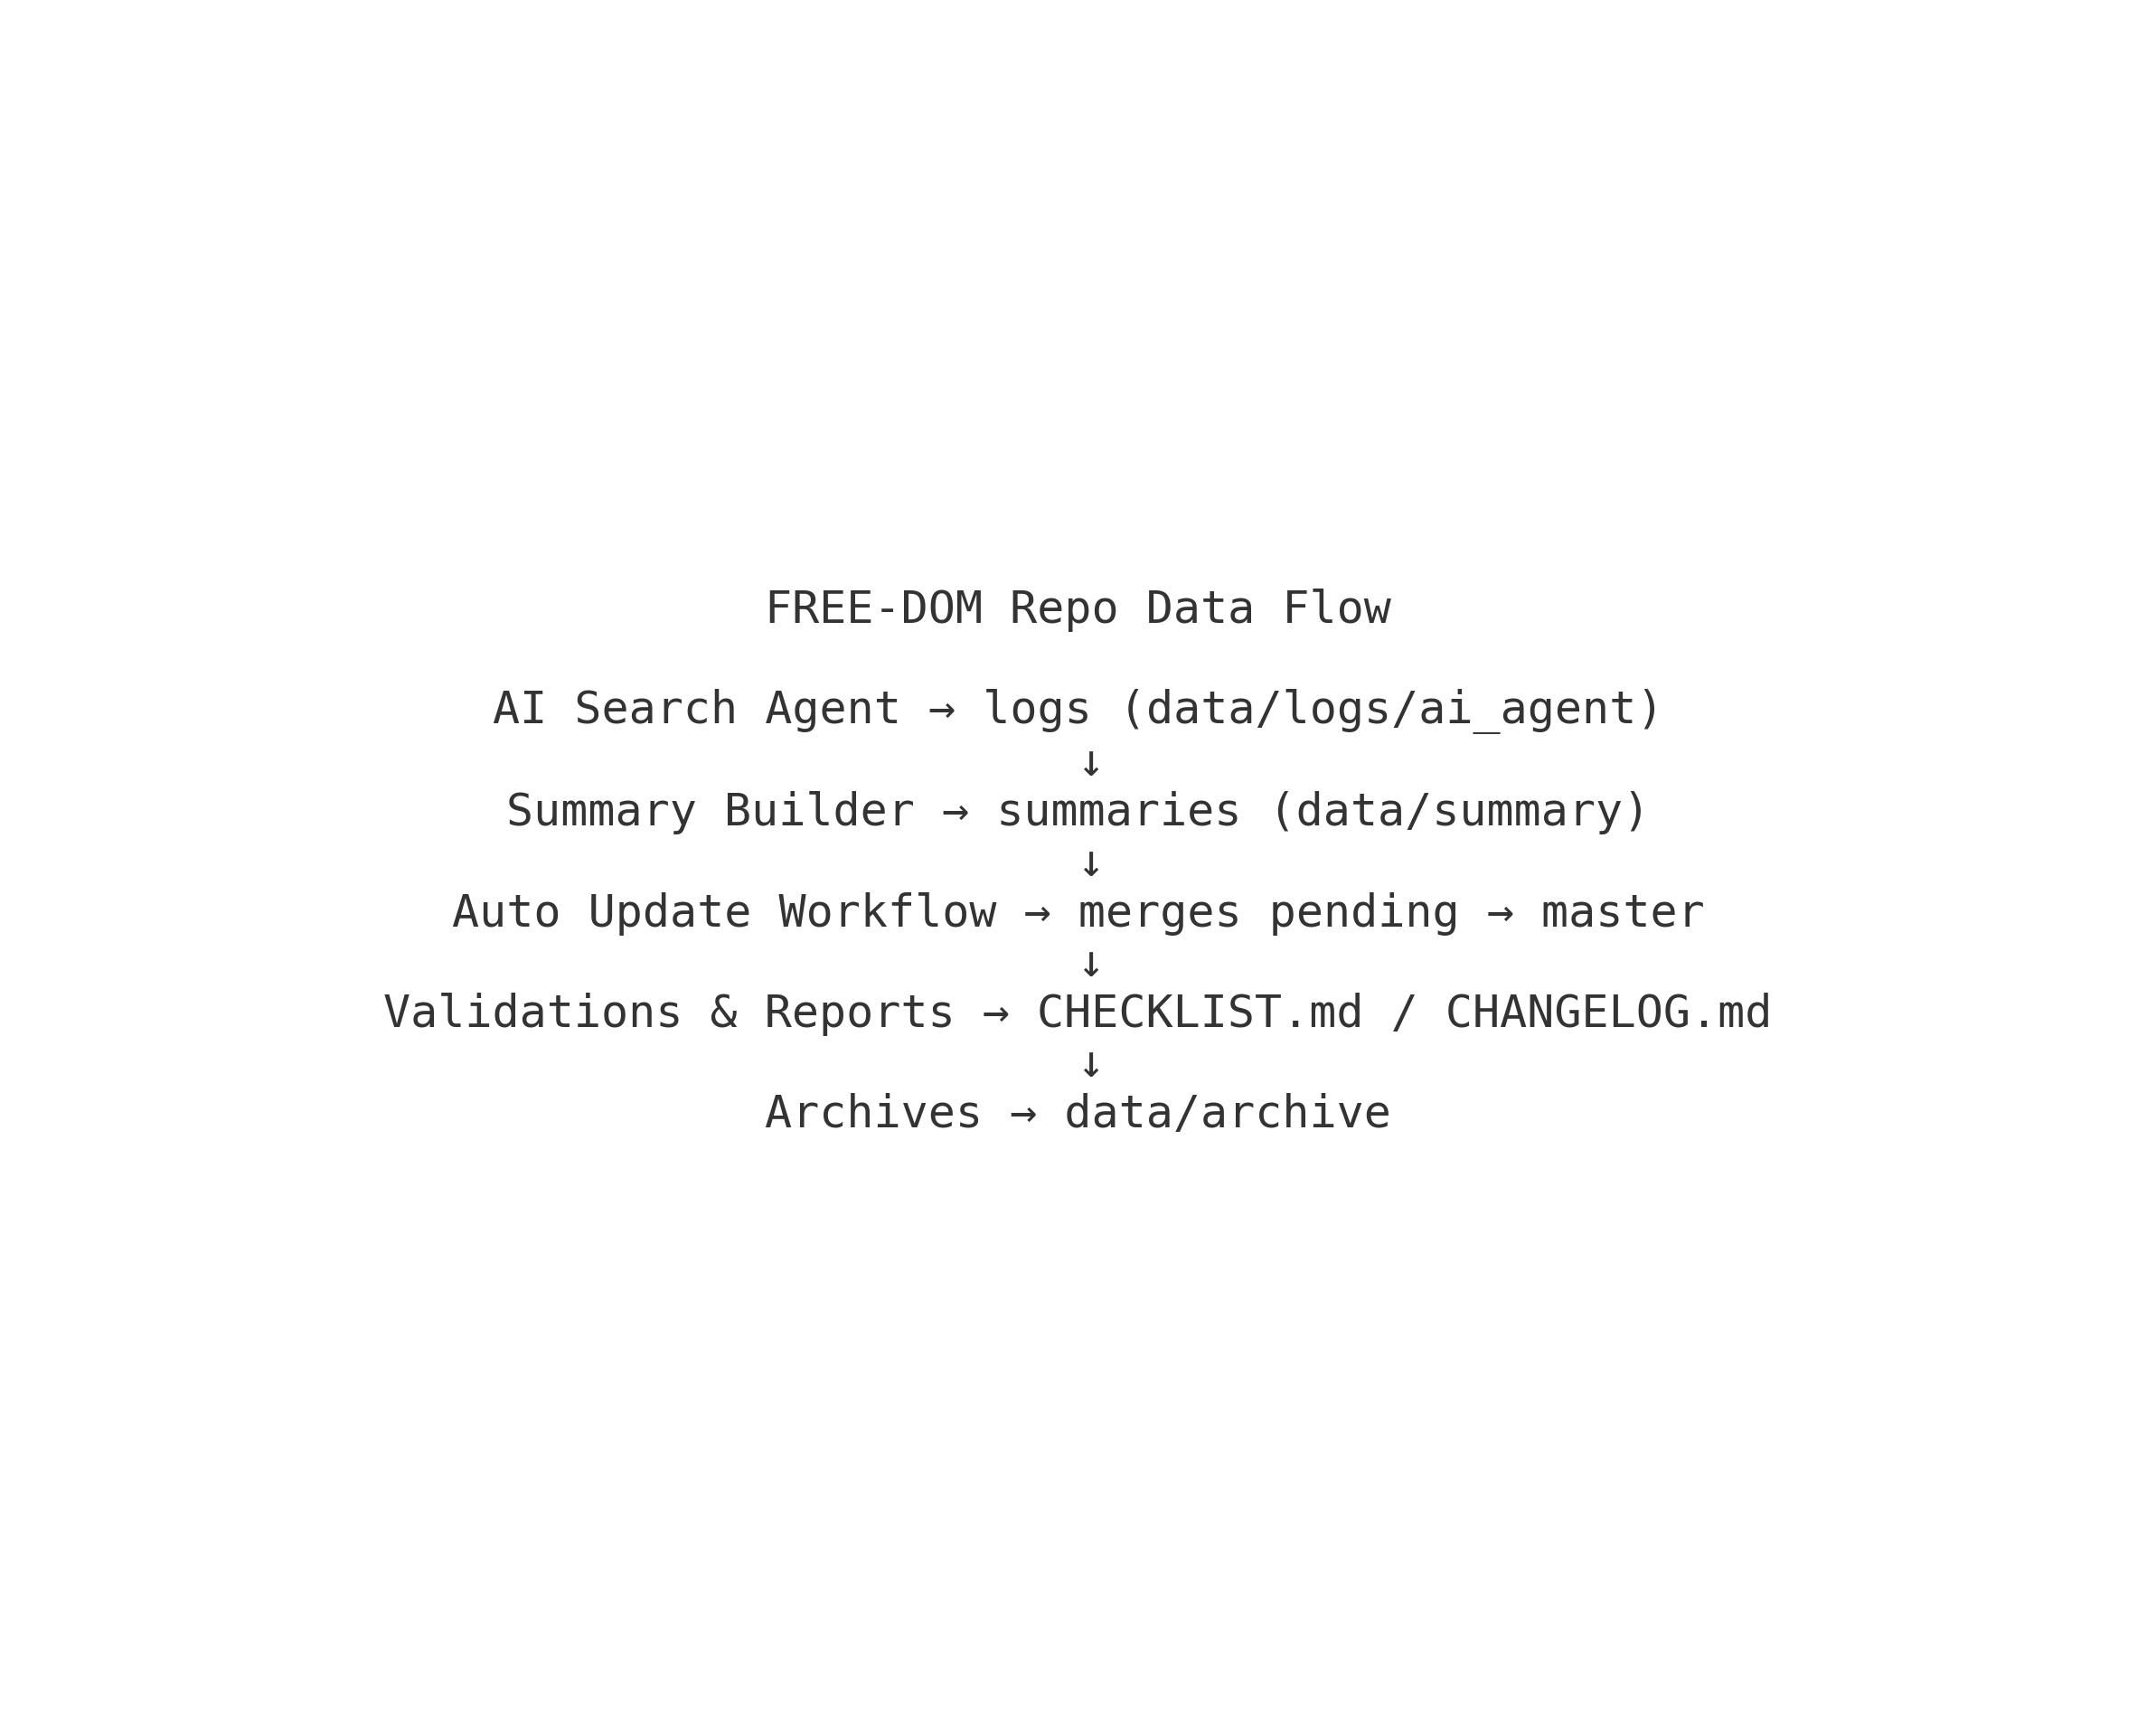 FREE-DOM Repo Data Flow
AI Search Agent → logs (data/logs/ai_agent)
↓
Summary Builder → summaries (data/summary)
↓
Auto Update Workflow → merges pending → master
↓
Validations & Reports → CHECKLIST.md / CHANGELOG.md
↓
Archives → data/archive